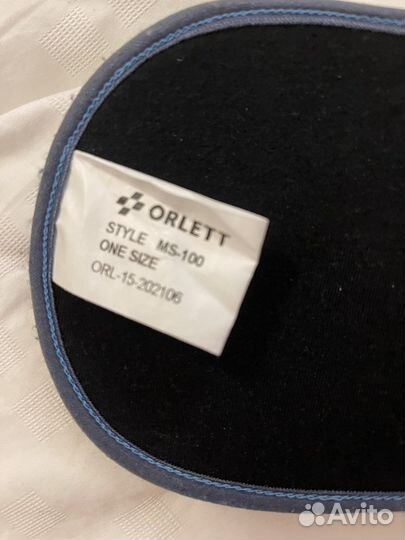 ORLETT
STYLE MS-100
ONE SIZE
ORL-15-202106
Avito